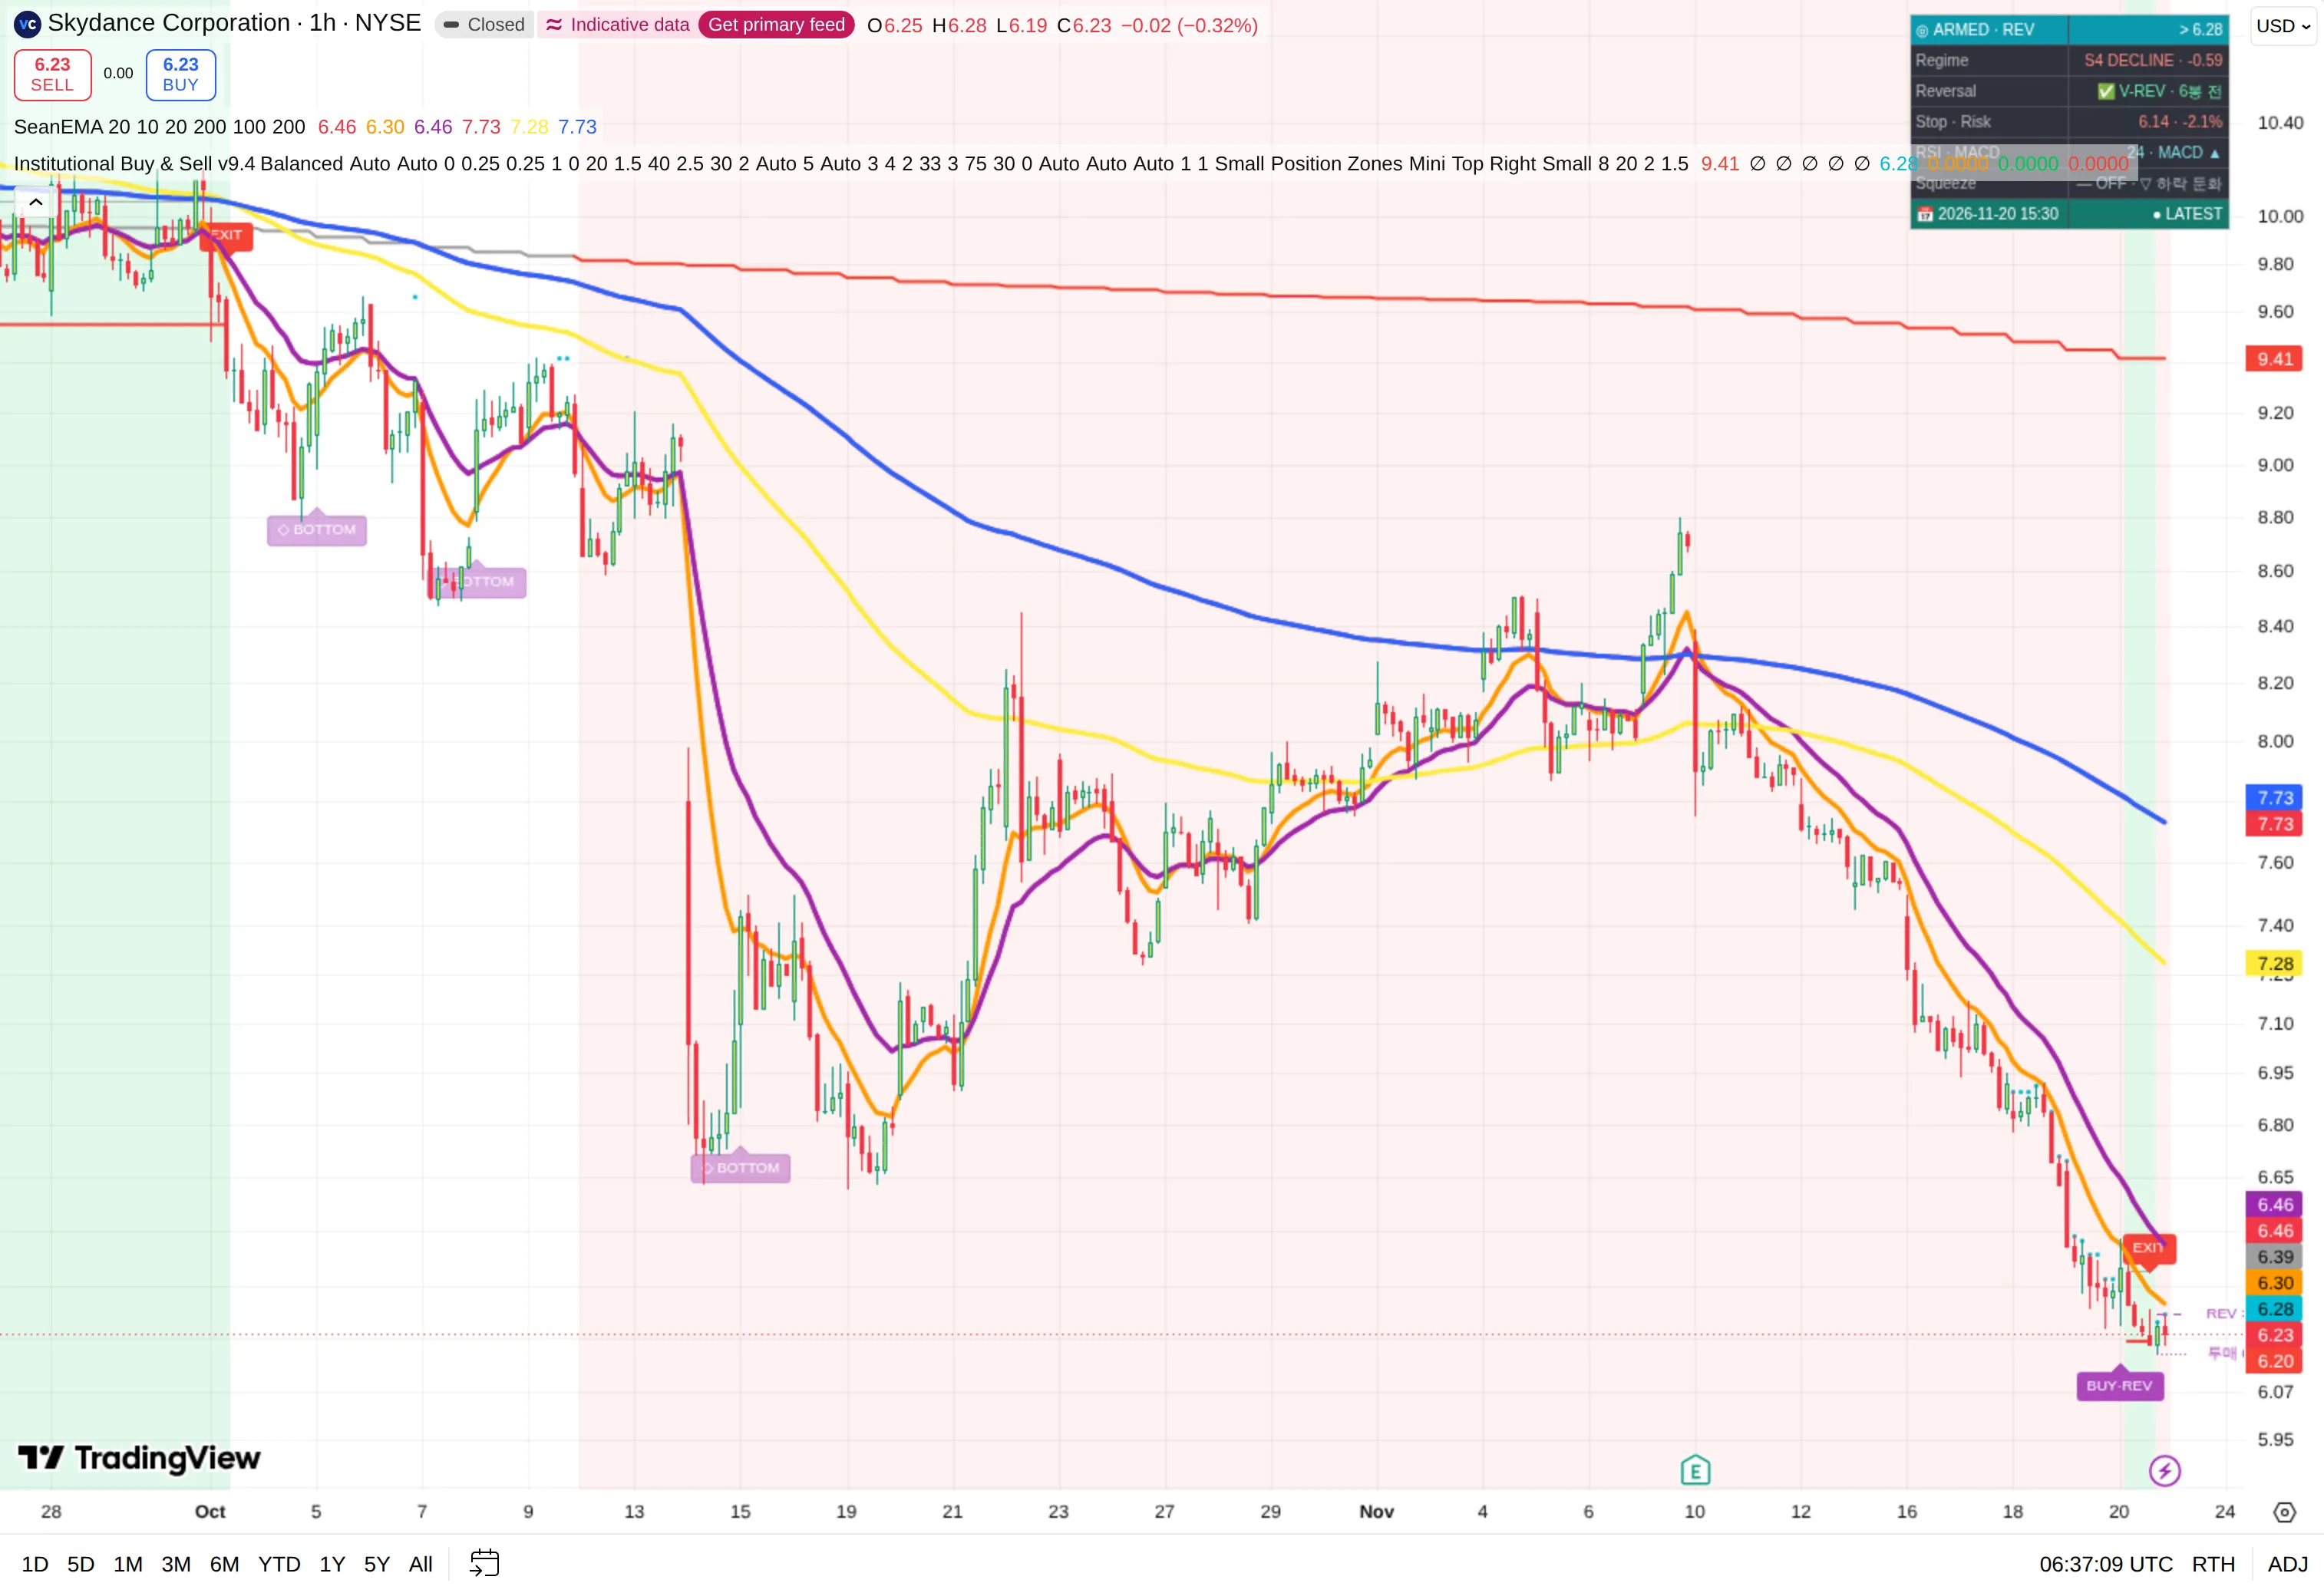 Skydance Corporation · 1h · NYSE Closed Indicative data Get primary feed O6.25 H6.28 L6.19 C6.23 −0.02 (−0.32%)
6.23 SELL 0.00 6.23 BUY
SeanEMA 20 10 20 200 100 200 6.46 6.30 6.46 7.73 7.28 7.73
Institutional Buy & Sell v9.4 Balanced Auto Auto 0 0.25 0.25 1 0 20 1.5 40 2.5 30 2 Auto 5 Auto 3 4 2 33 3 75 30 0 Auto Auto Auto 1 1 Small Position Zones Mini Top Right Small 8 20 2 1.5 9.41 ∅ ∅ ∅ ∅ ∅ 6.28 0.0000 0.0000 0.0000
◎ ARMED · REV > 6.28
Regime S4 DECLINE · -0.59
Reversal ✅ V-REV · 6봉 전
Stop · Risk 6.14 · -2.1%
RSI · MACD 24 · MACD ▲
Squeeze — OFF · ▽ 하락 둔화
📅 2026-11-20 15:30 ● LATEST
USD
10.40
10.00
9.80
9.60
9.41
9.20
9.00
8.80
8.60
8.40
8.20
8.00
7.73
7.73
7.60
7.40
7.28
7.10
6.95
6.80
6.65
6.46
6.46
6.39
6.30
6.28
6.23
6.20
6.07
5.95
EXIT
◇ BOTTOM
OTTOM
◇ BOTTOM
EXIT
REV :
투매
BUY-REV
E
TradingView
28 Oct 5 7 9 13 15 19 21 23 27 29 Nov 4 6 10 12 16 18 20 24
1D 5D 1M 3M 6M YTD 1Y 5Y All 06:37:09 UTC RTH ADJ